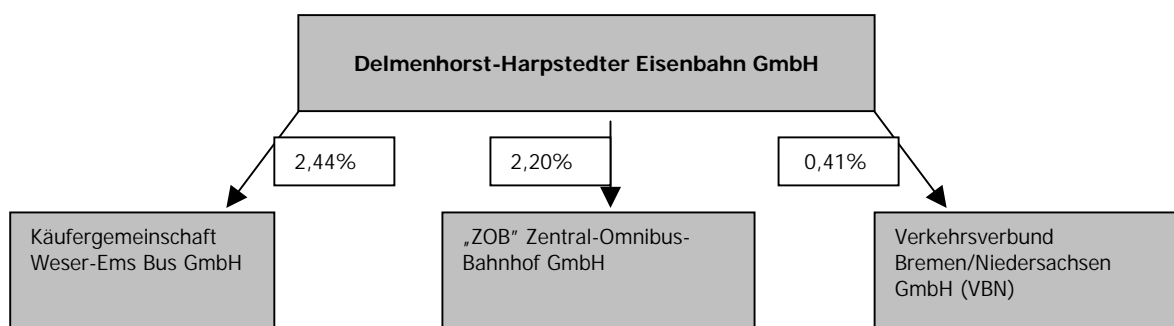 Delmenhorst-Harpstedter Eisenbahn GmbH
2,44%
2,20%
0,41%
Käufergemeinschaft
Weser-Ems Bus GmbH
„ZOB" Zentral-Omnibus-
Bahnhof GmbH
Verkehrsverbund
Bremen/Niedersachsen
GmbH (VBN)